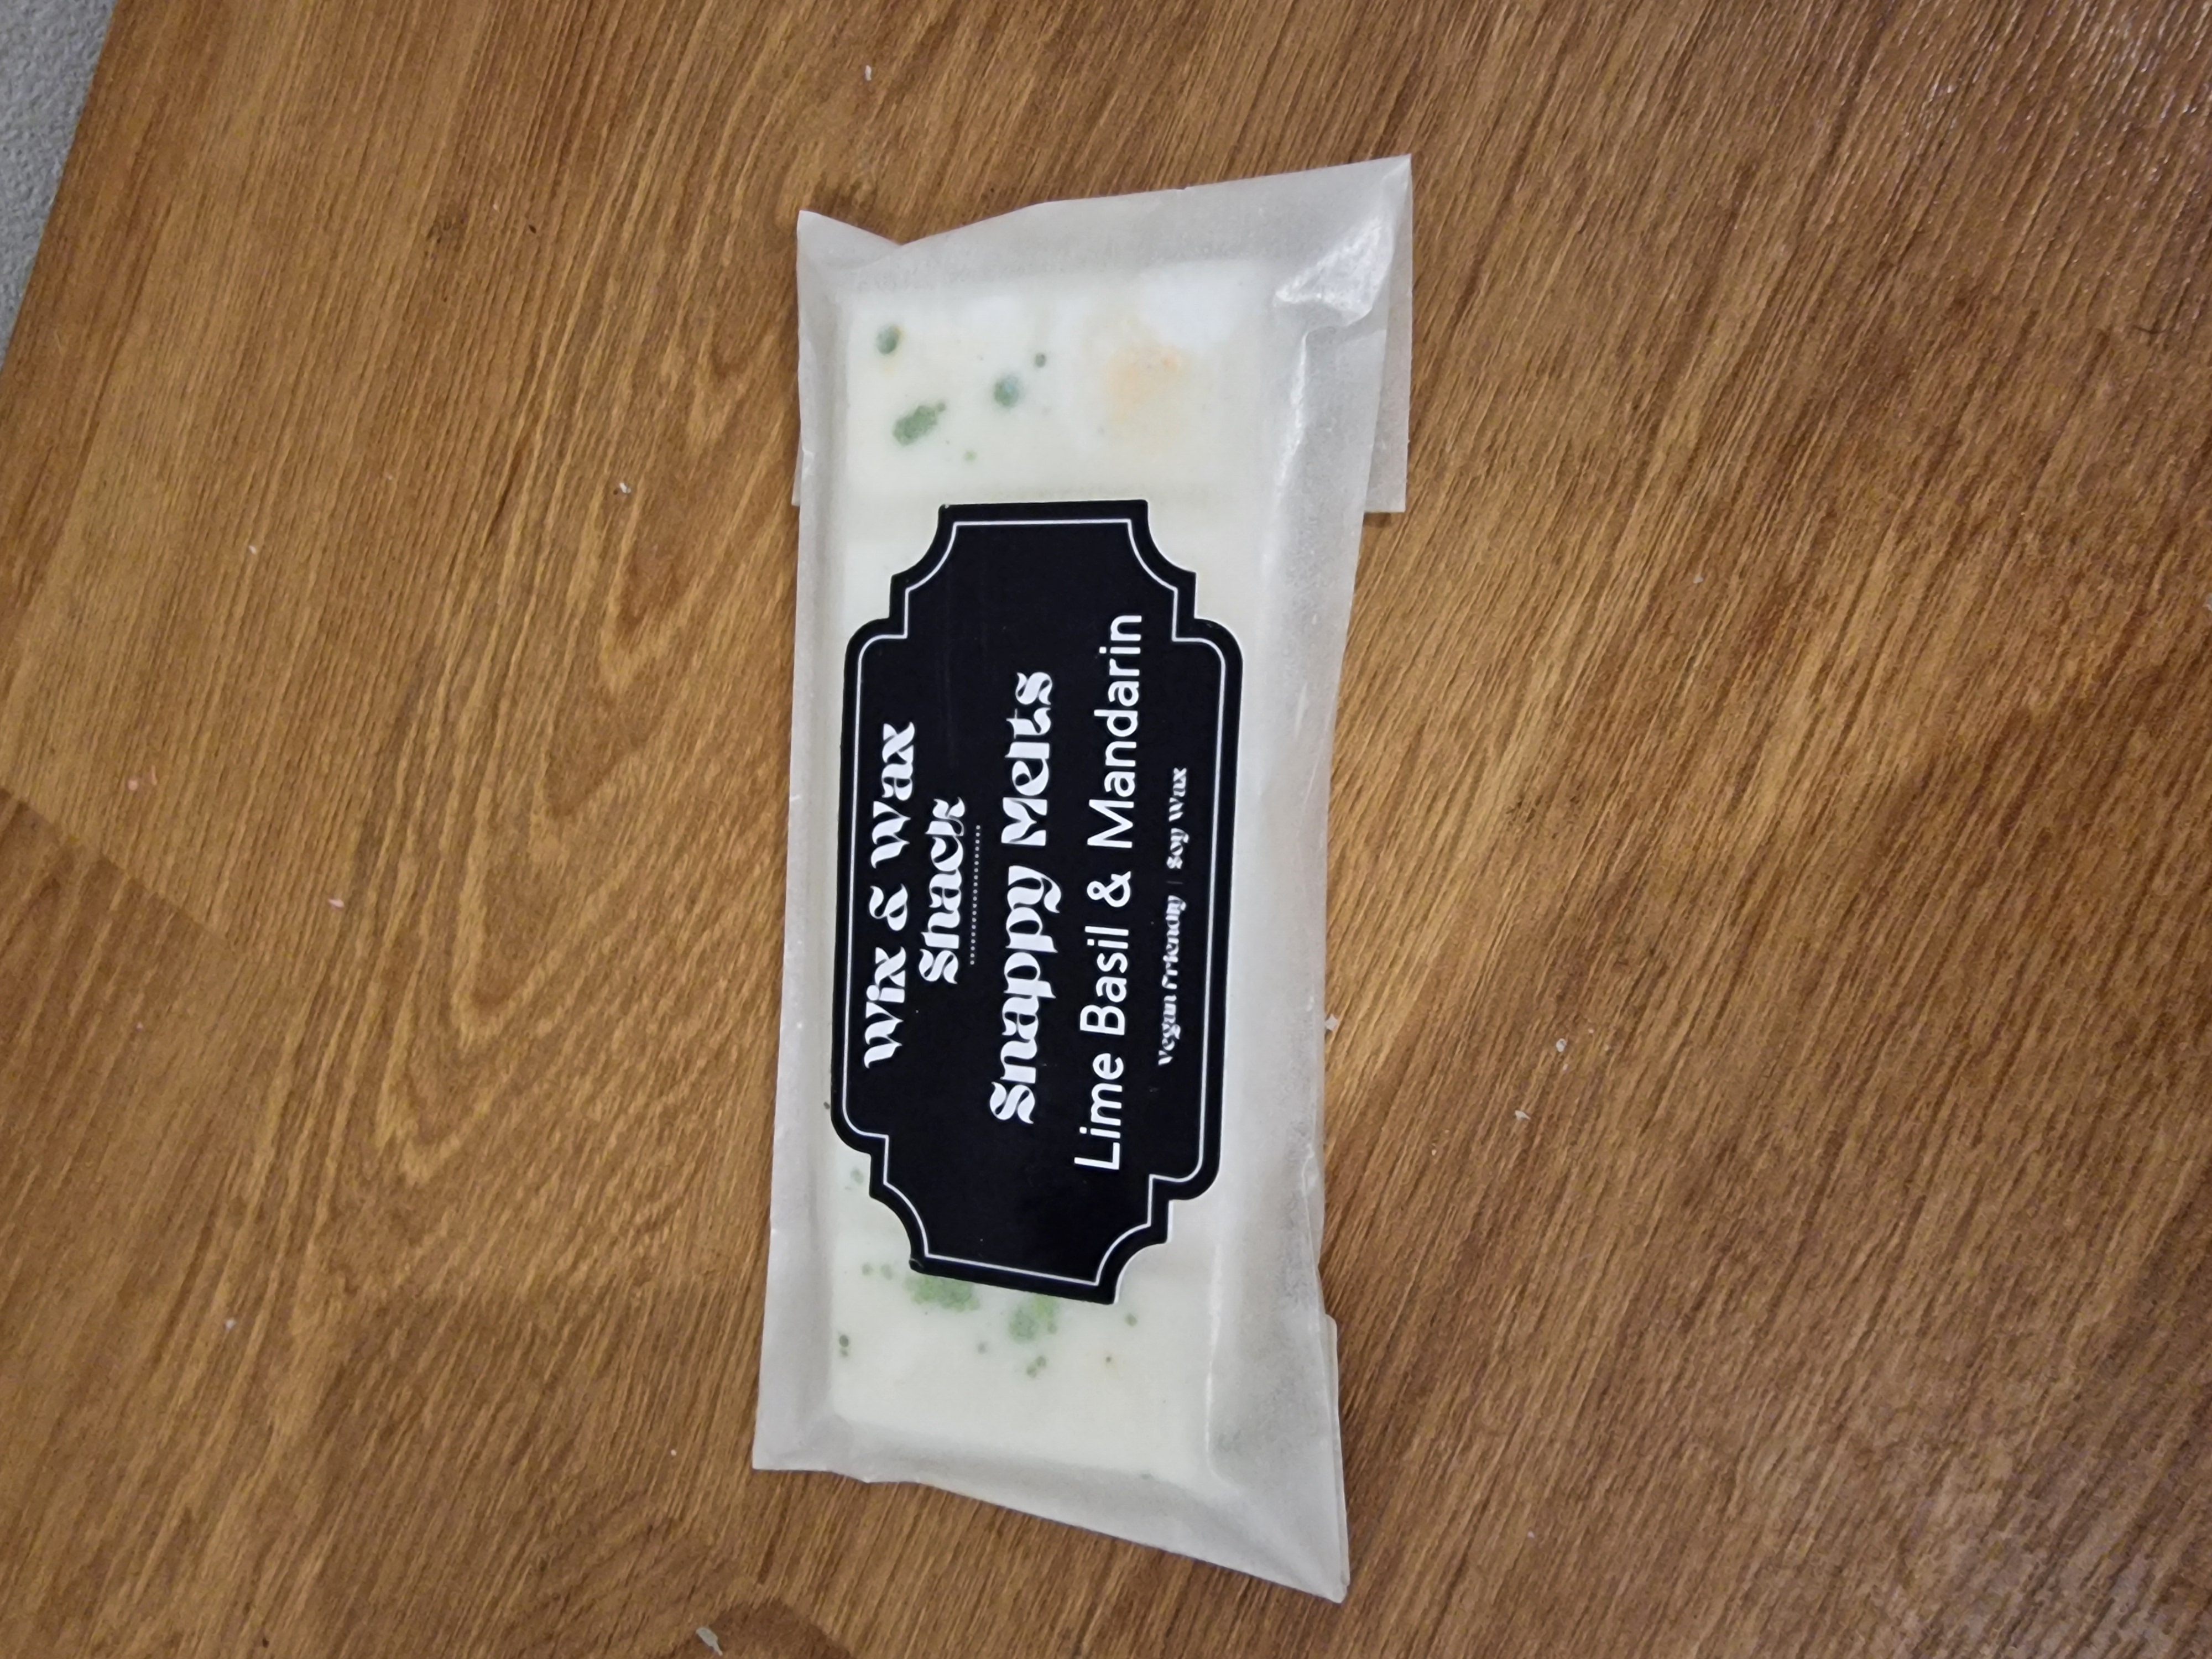 Wix & Wax
Shack
Snappy Melts
Lime Basil & Mandarin
Vegan Friendly | Soy Wax